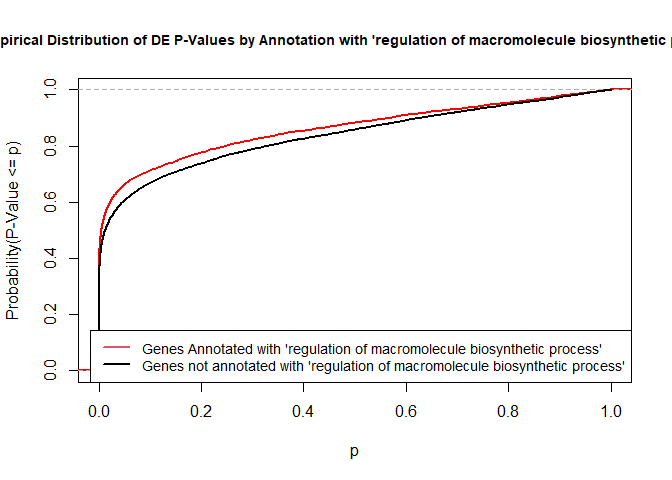 pirical Distribution of DE P-Values by Annotation with 'regulation of macromolecule biosynthetic p
Probability(P-Value <= p)
1.0
0.8
0.6
0.4
0.2
0.0
Genes Annotated with 'regulation of macromolecule biosynthetic process'
Genes not annotated with 'regulation of macromolecule biosynthetic process'
0.0 0.2 0.4 0.6 0.8 1.0
p